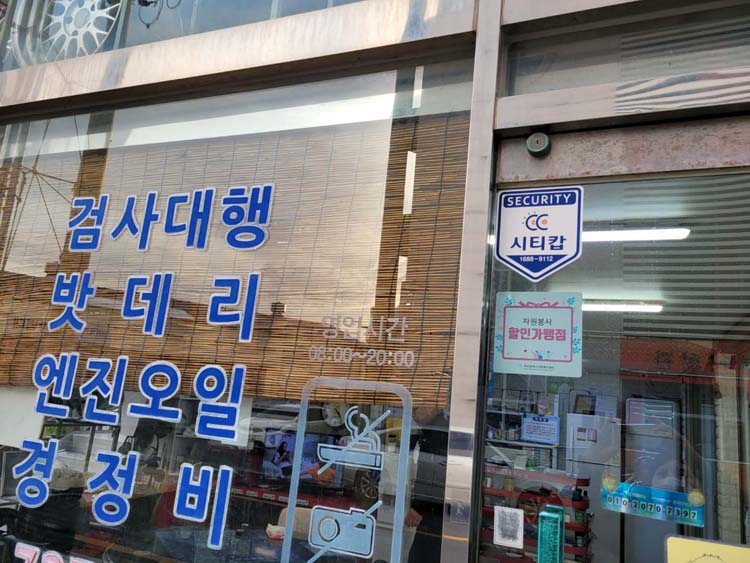 검사대행
밧데리
엔진오일
경정비
영업시간
08:00~20:00
SECURITY
시티캅
1688-9112
자원봉사
할인가맹점
010-2070-7397